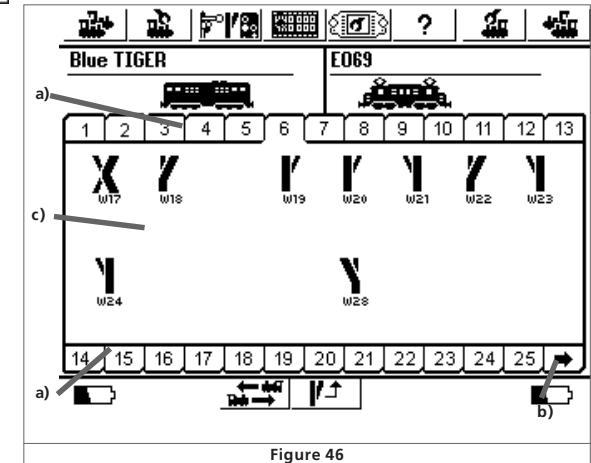 ?
Blue TIGER E069
a)
1 2 3 4 5 6 7 8 9 10 11 12 13
W17 W18 W19 W20 W21 W22 W23
c)
W24 W28
14 15 16 17 18 19 20 21 22 23 24 25
a)
b)
Figure 46